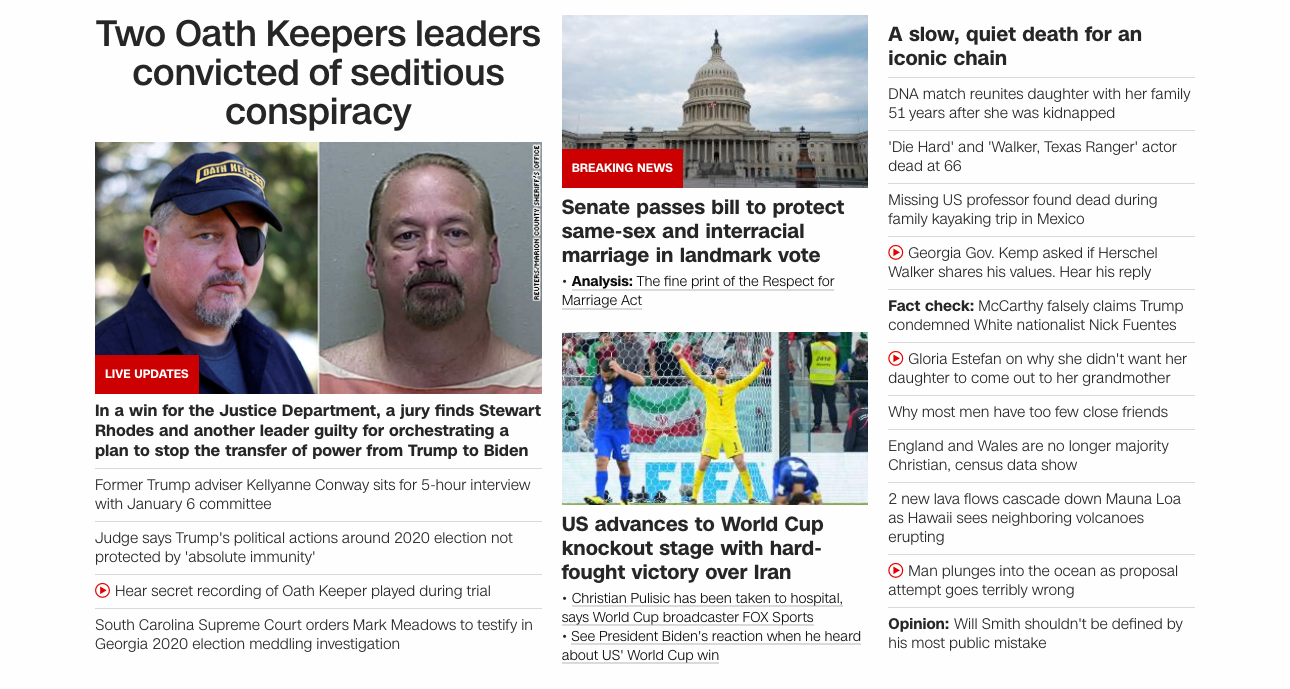 Two Oath Keepers leaders
convicted of seditious
conspiracy
OATH KEEPERS
REUTERS/MARION COUNTY SHERIFF'S OFFICE
LIVE UPDATES
In a win for the Justice Department, a jury finds Stewart
Rhodes and another leader guilty for orchestrating a
plan to stop the transfer of power from Trump to Biden
Former Trump adviser Kellyanne Conway sits for 5-hour interview
with January 6 committee
Judge says Trump's political actions around 2020 election not
protected by 'absolute immunity'
Hear secret recording of Oath Keeper played during trial
South Carolina Supreme Court orders Mark Meadows to testify in
Georgia 2020 election meddling investigation
BREAKING NEWS
Senate passes bill to protect
same-sex and interracial
marriage in landmark vote
• Analysis: The fine print of the Respect for
Marriage Act
20
20
1
1
FIFA
US advances to World Cup
knockout stage with hard-
fought victory over Iran
• Christian Pulisic has been taken to hospital,
says World Cup broadcaster FOX Sports
• See President Biden's reaction when he heard
about US' World Cup win
A slow, quiet death for an
iconic chain
DNA match reunites daughter with her family
51 years after she was kidnapped
'Die Hard' and 'Walker, Texas Ranger' actor
dead at 66
Missing US professor found dead during
family kayaking trip in Mexico
Georgia Gov. Kemp asked if Herschel
Walker shares his values. Hear his reply
Fact check: McCarthy falsely claims Trump
condemned White nationalist Nick Fuentes
Gloria Estefan on why she didn't want her
daughter to come out to her grandmother
Why most men have too few close friends
England and Wales are no longer majority
Christian, census data show
2 new lava flows cascade down Mauna Loa
as Hawaii sees neighboring volcanoes
erupting
Man plunges into the ocean as proposal
attempt goes terribly wrong
Opinion: Will Smith shouldn't be defined by
his most public mistake